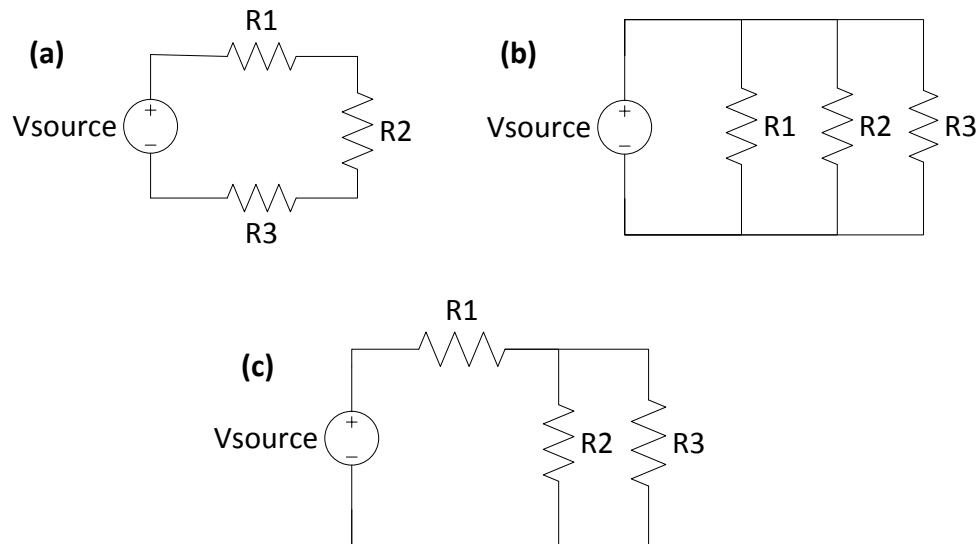 R1
(a)
+
Vsource
−
R2
R3
(b)
+
Vsource
−
R1
R2
R3
R1
(c)
+
Vsource
−
R2
R3